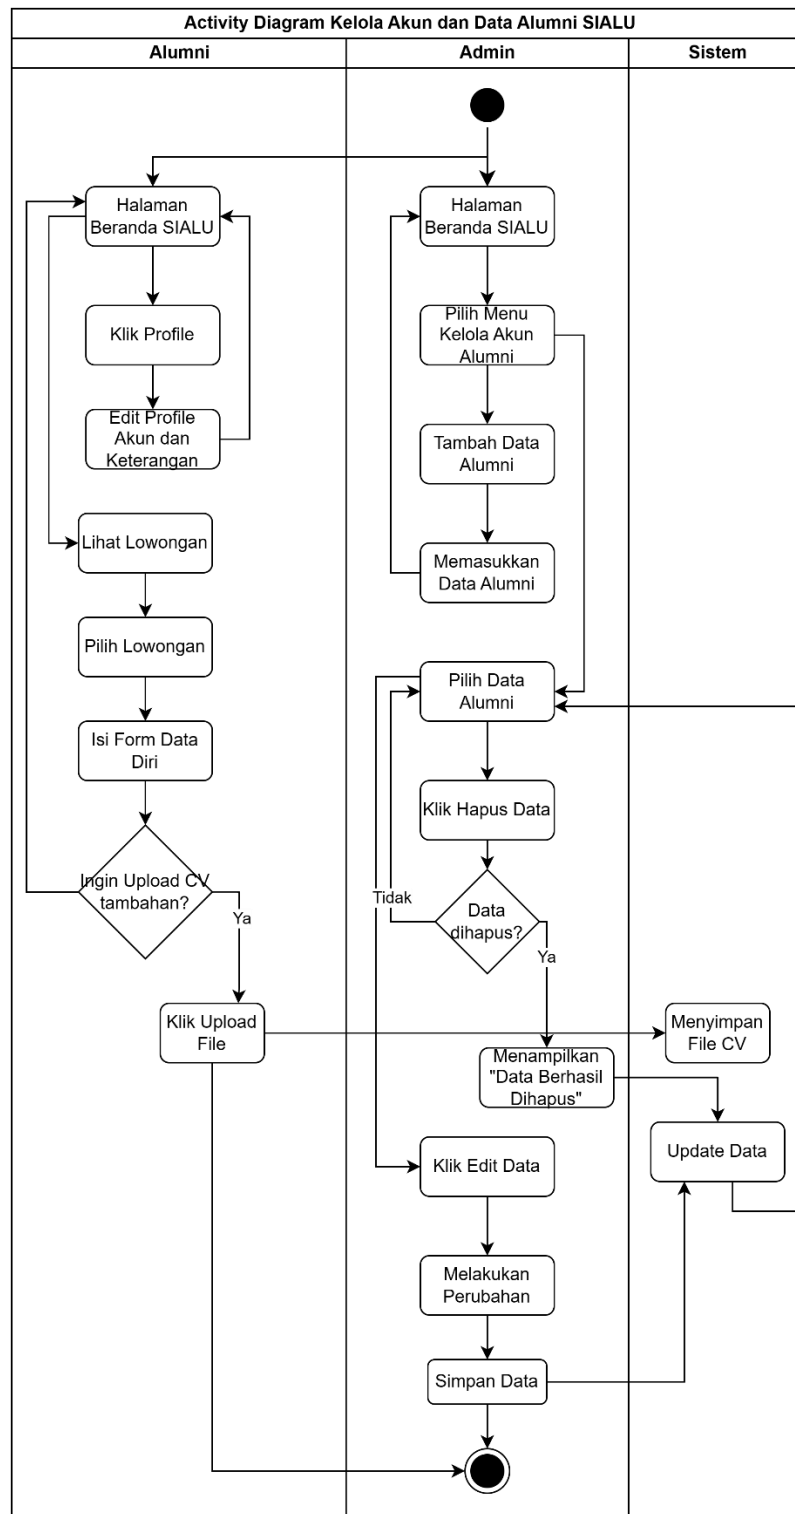 Activity Diagram Kelola Akun dan Data Alumni SIALU
Alumni
Admin
Sistem
Halaman
Beranda SIALU
Klik Profile
Edit Profile
Akun dan
Keterangan
Lihat Lowongan
Pilih Lowongan
Isi Form Data
Diri
Ingin Upload CV
tambahan?
Ya
Klik Upload
File
Halaman
Beranda SIALU
Pilih Menu
Kelola Akun
Alumni
Tambah Data
Alumni
Memasukkan
Data Alumni
Pilih Data
Alumni
Klik Hapus Data
Tidak
Data
dihapus?
Ya
Menampilkan
"Data Berhasil
Dihapus"
Klik Edit Data
Melakukan
Perubahan
Simpan Data
Menyimpan
File CV
Update Data